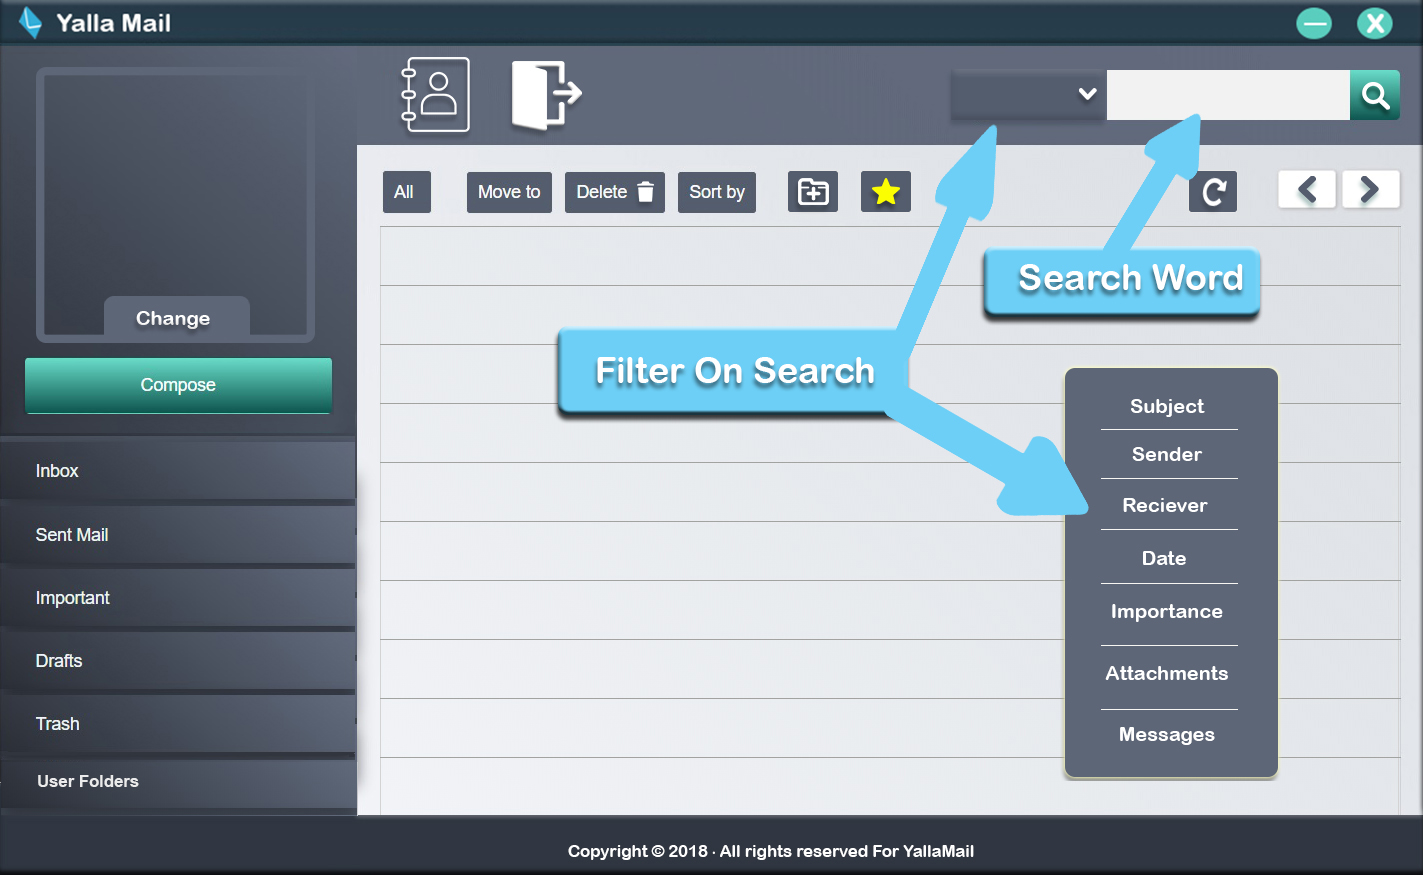 Yalla Mail
Change
Compose
Inbox
Sent Mail
Important
Drafts
Trash
User Folders
All
Move to
Delete
Sort by
Search Word
Filter On Search
Subject
Sender
Reciever
Date
Importance
Attachments
Messages
Copyright © 2018 · All rights reserved For YallaMail